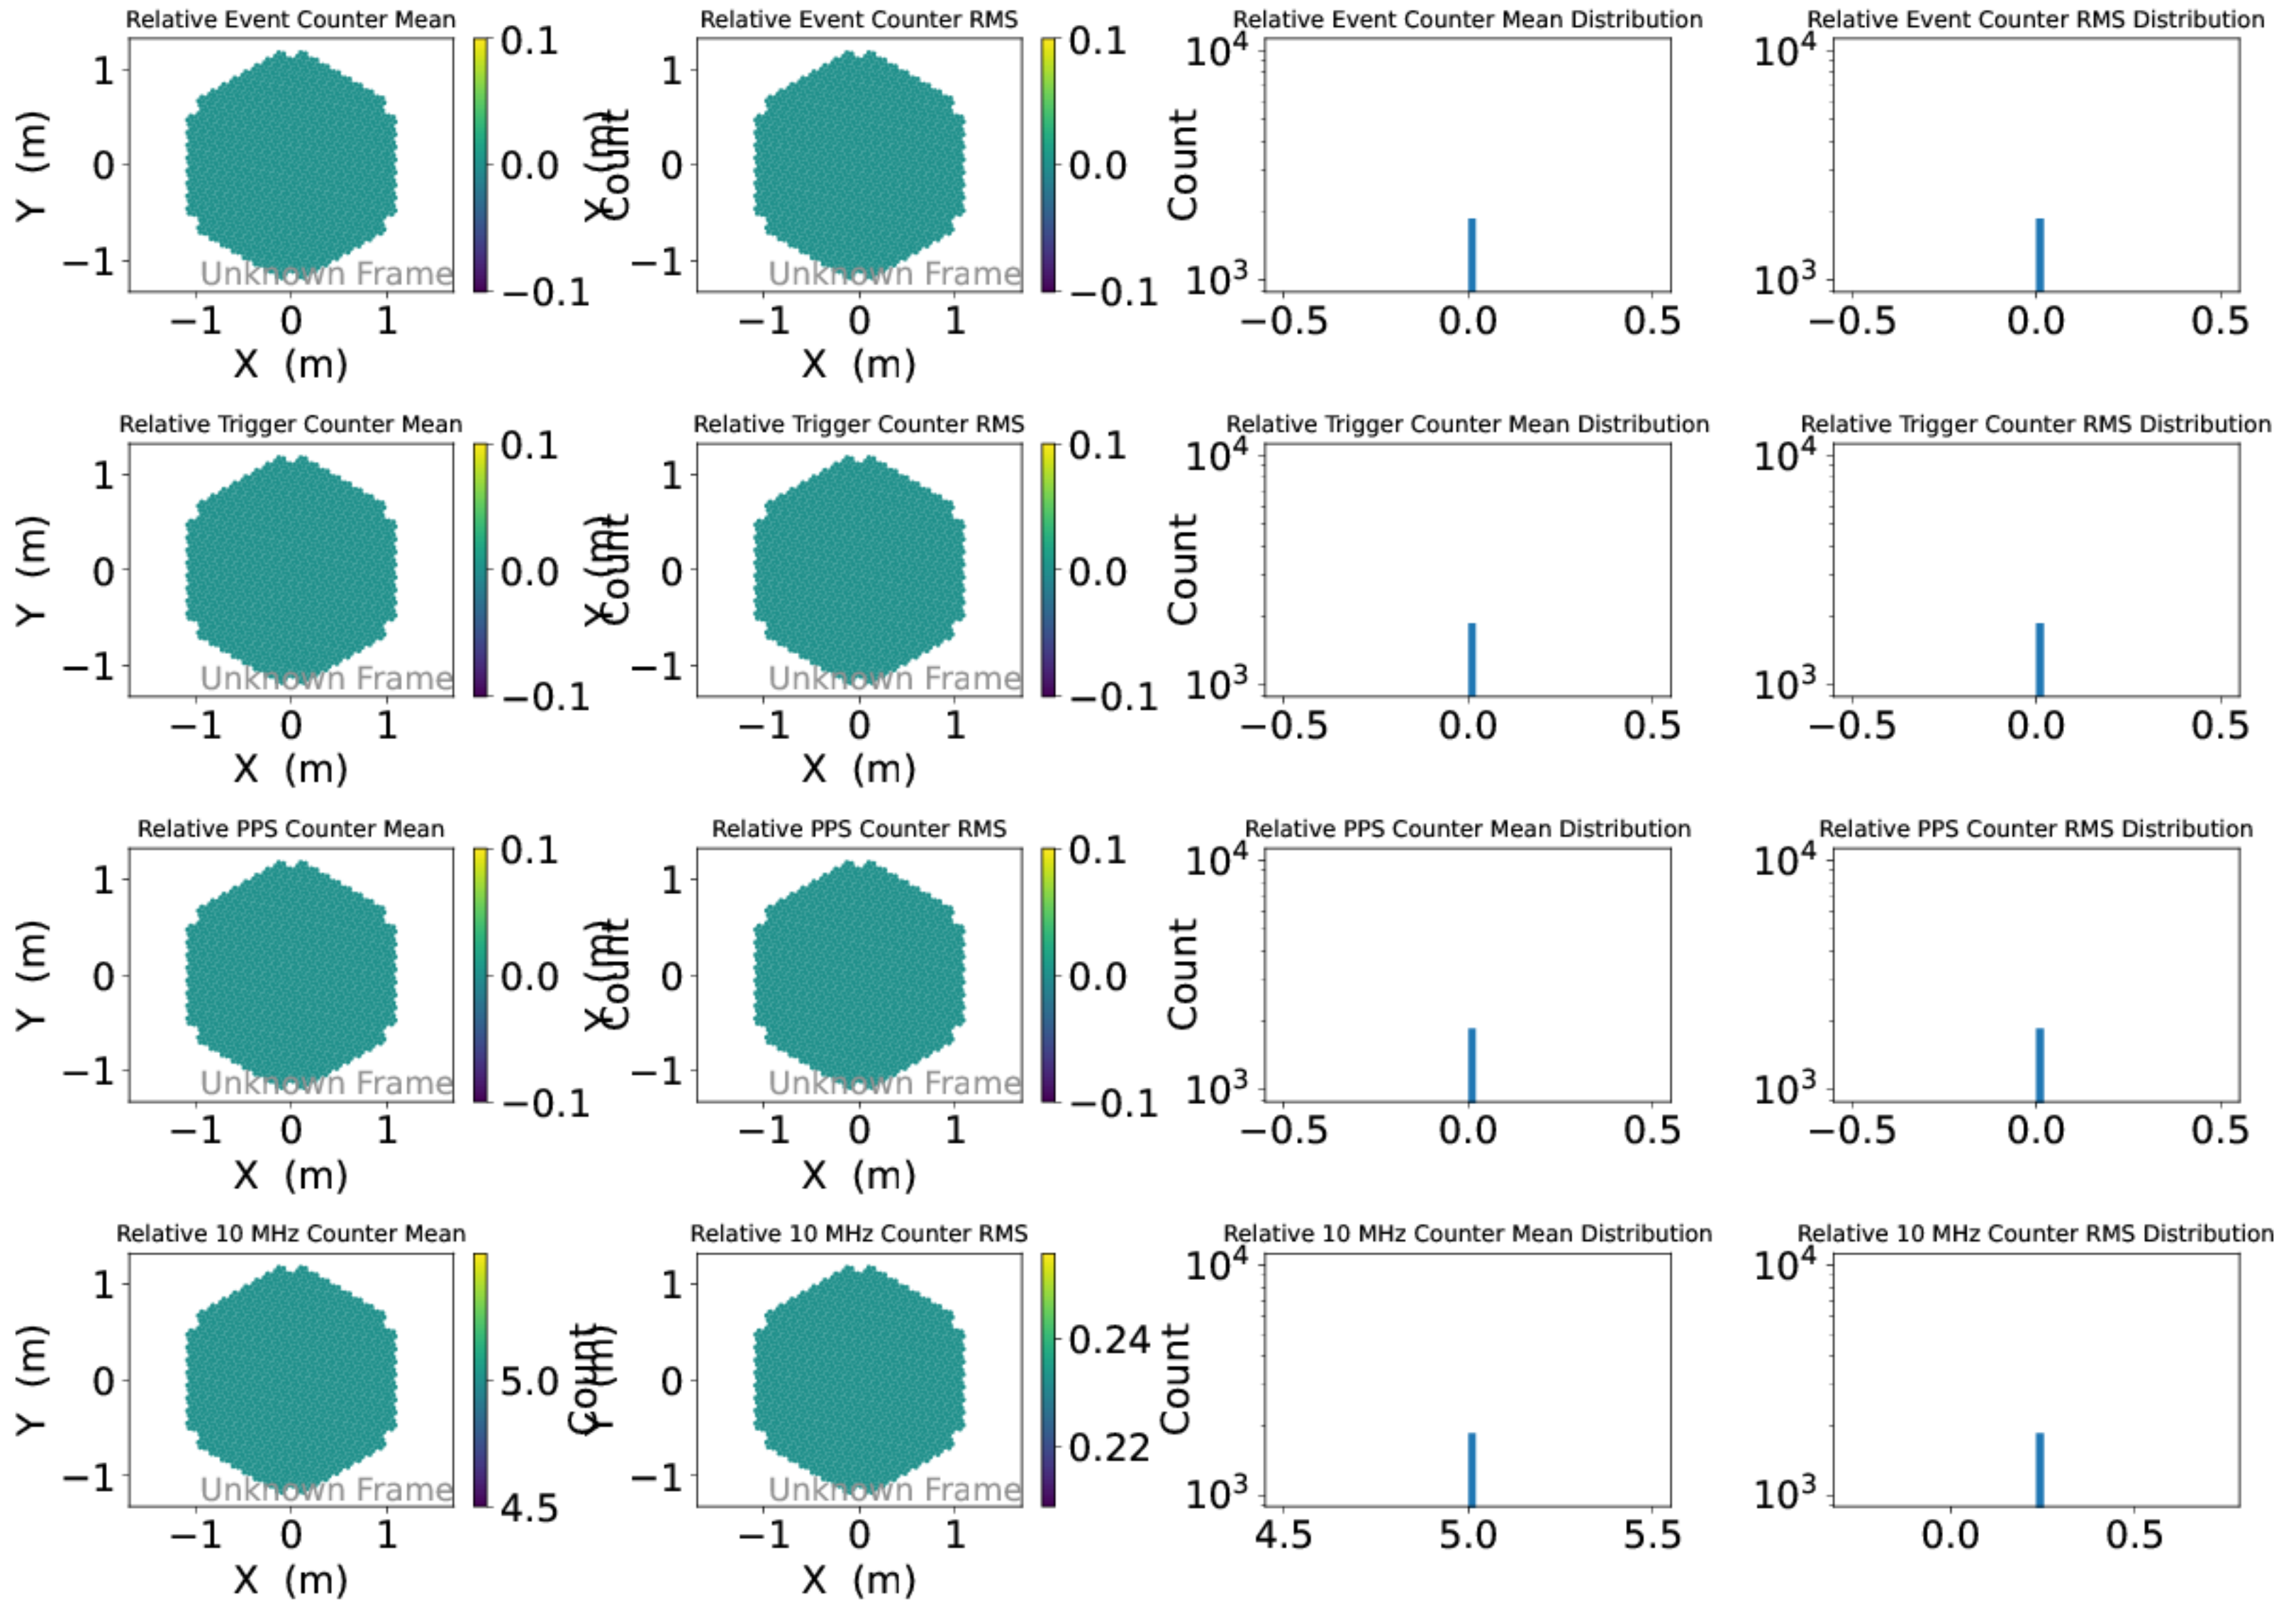 Relative Event Counter Mean
Y (m)
1
0
−1
−1 0 1
X (m)
Unknown Frame
0.1
0.0
−0.1
Count
Relative Event Counter RMS
Y (m)
1
0
−1
−1 0 1
X (m)
Unknown Frame
0.1
0.0
−0.1
Relative Event Counter Mean Distribution
Count
10⁴
10³
−0.5 0.0 0.5
Relative Event Counter RMS Distribution
10⁴
10³
−0.5 0.0 0.5
Relative Trigger Counter Mean
Y (m)
1
0
−1
−1 0 1
X (m)
Unknown Frame
0.1
0.0
−0.1
Count
Relative Trigger Counter RMS
Y (m)
1
0
−1
−1 0 1
X (m)
Unknown Frame
0.1
0.0
−0.1
Relative Trigger Counter Mean Distribution
Count
10⁴
10³
−0.5 0.0 0.5
Relative Trigger Counter RMS Distribution
10⁴
10³
−0.5 0.0 0.5
Relative PPS Counter Mean
Y (m)
1
0
−1
−1 0 1
X (m)
Unknown Frame
0.1
0.0
−0.1
Count
Relative PPS Counter RMS
Y (m)
1
0
−1
−1 0 1
X (m)
Unknown Frame
0.1
0.0
−0.1
Relative PPS Counter Mean Distribution
Count
10⁴
10³
−0.5 0.0 0.5
Relative PPS Counter RMS Distribution
10⁴
10³
−0.5 0.0 0.5
Relative 10 MHz Counter Mean
Y (m)
1
0
−1
−1 0 1
X (m)
Unknown Frame
5.0
4.5
Count
Relative 10 MHz Counter RMS
Y (m)
1
0
−1
−1 0 1
X (m)
Unknown Frame
0.24
0.22
Relative 10 MHz Counter Mean Distribution
Count
10⁴
10³
4.5 5.0 5.5
Relative 10 MHz Counter RMS Distribution
10⁴
10³
0.0 0.5